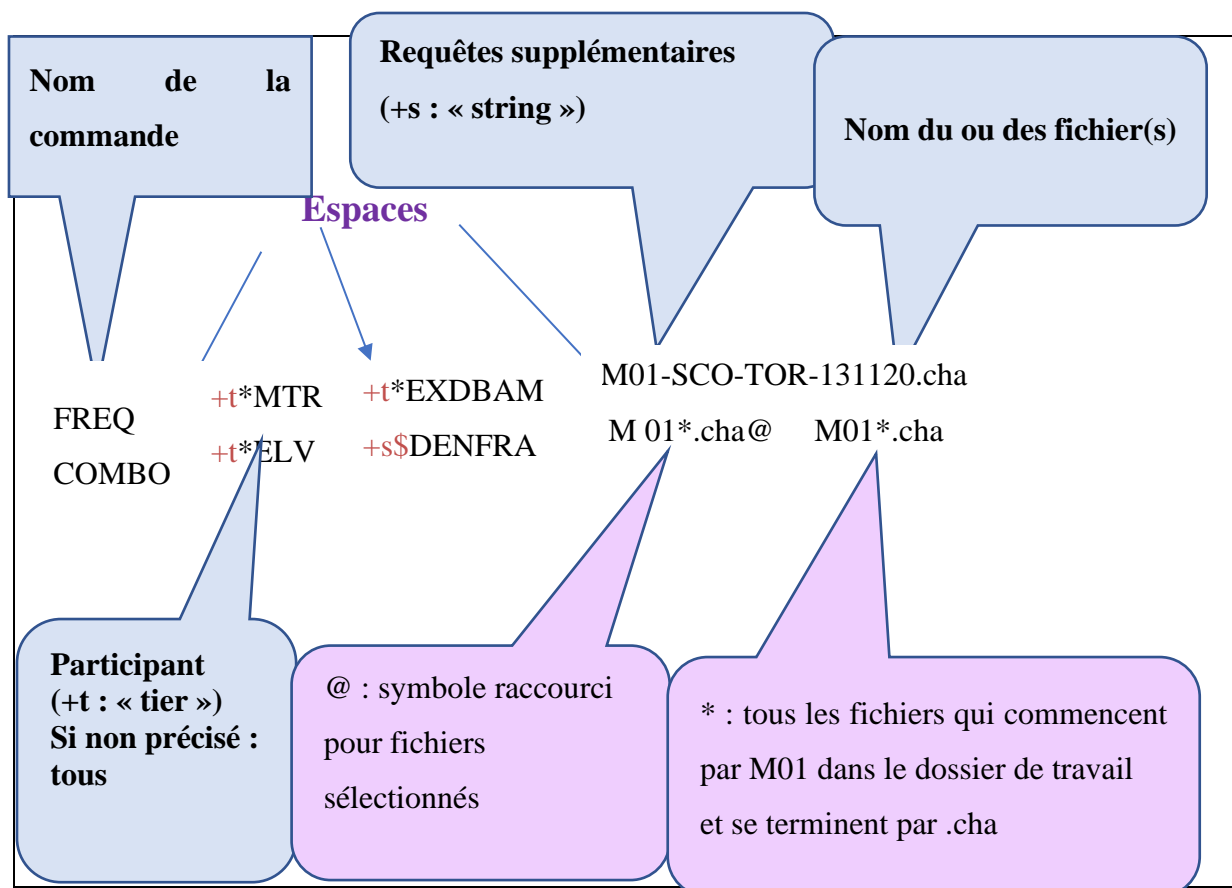 Nom de la
commande
Requêtes supplémentaires
(+s : « string »)
Nom du ou des fichier(s)
Espaces
FREQ
COMBO
+t*MTR
+t*ELV
+t*EXDBAM
+s$DENFRA
M01-SCO-TOR-131120.cha
M 01*.cha@ M01*.cha
Participant
(+t : « tier »)
Si non précisé :
tous
@ : symbole raccourci
pour fichiers
sélectionnés
* : tous les fichiers qui commencent
par M01 dans le dossier de travail
et se terminent par .cha